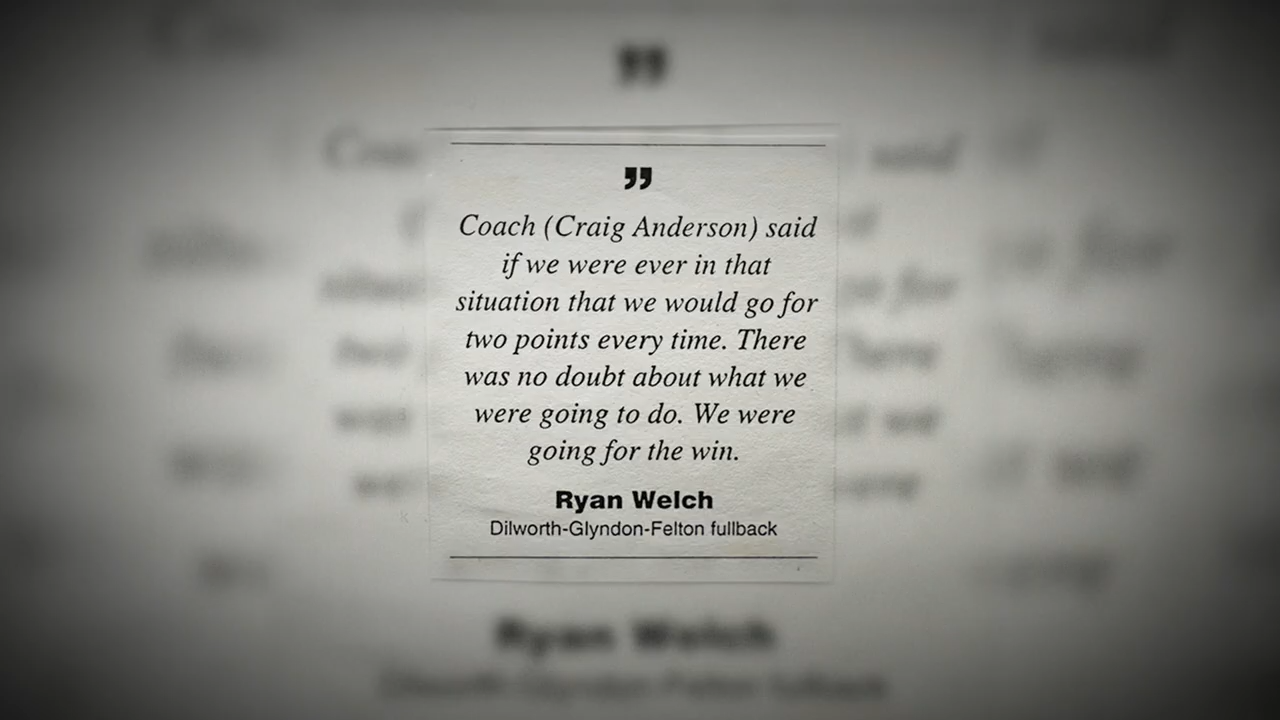 ”
Coach (Craig Anderson) said
if we were ever in that
situation that we would go for
two points every time. There
was no doubt about what we
were going to do. We were
going for the win.
Ryan Welch
Dilworth-Glyndon-Felton fullback